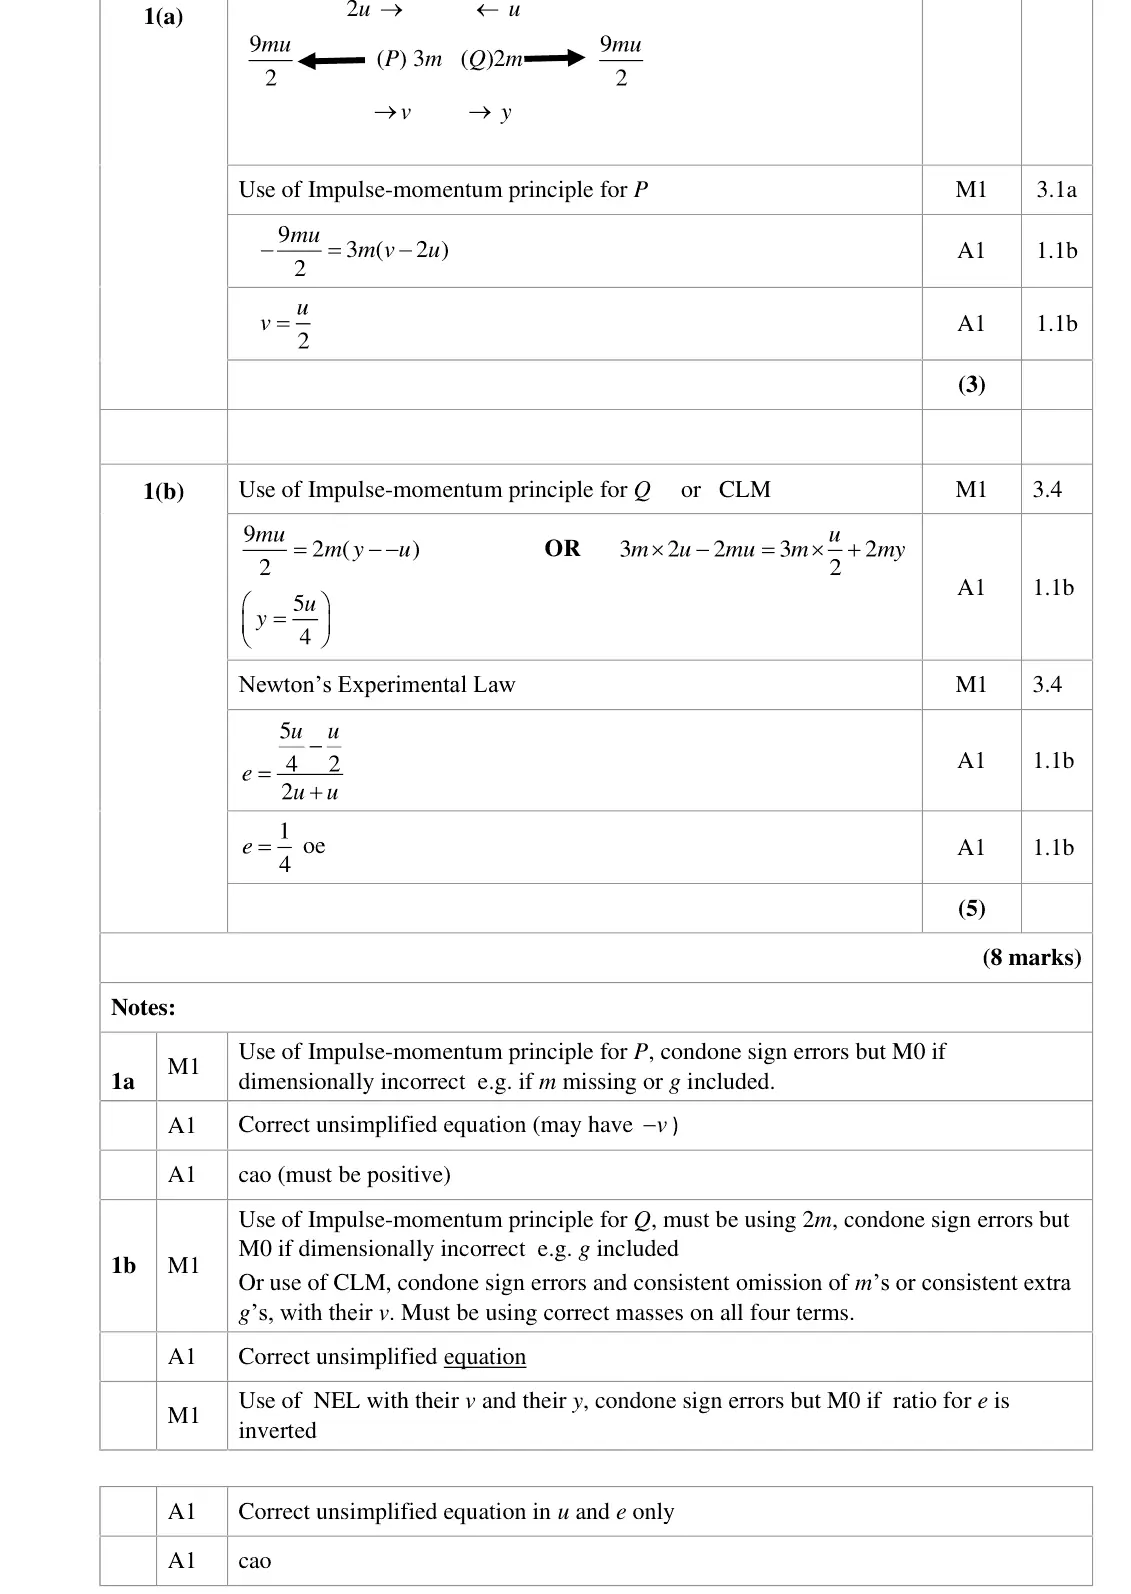 1(a)
2u → ← u
9mu/2 (P) 3m (Q)2m 9mu/2
→ v → y
Use of Impulse-momentum principle for P M1 3.1a
−9mu/2 = 3m(v − 2u) A1 1.1b
v = u/2 A1 1.1b
(3)
1(b) Use of Impulse-momentum principle for Q or CLM M1 3.4
9mu/2 = 2m(y − −u) OR 3m × 2u − 2mu = 3m × u/2 + 2my
(y = 5u/4) A1 1.1b
Newton’s Experimental Law M1 3.4
e = (5u/4 − u/2)/(2u + u) A1 1.1b
e = 1/4 oe A1 1.1b
(5)
(8 marks)
Notes:
1a M1 Use of Impulse-momentum principle for P, condone sign errors but M0 if
dimensionally incorrect e.g. if m missing or g included.
A1 Correct unsimplified equation (may have −v )
A1 cao (must be positive)
1b M1 Use of Impulse-momentum principle for Q, must be using 2m, condone sign errors but
M0 if dimensionally incorrect e.g. g included
Or use of CLM, condone sign errors and consistent omission of m’s or consistent extra
g’s, with their v. Must be using correct masses on all four terms.
A1 Correct unsimplified equation
M1 Use of NEL with their v and their y, condone sign errors but M0 if ratio for e is
inverted
A1 Correct unsimplified equation in u and e only
A1 cao